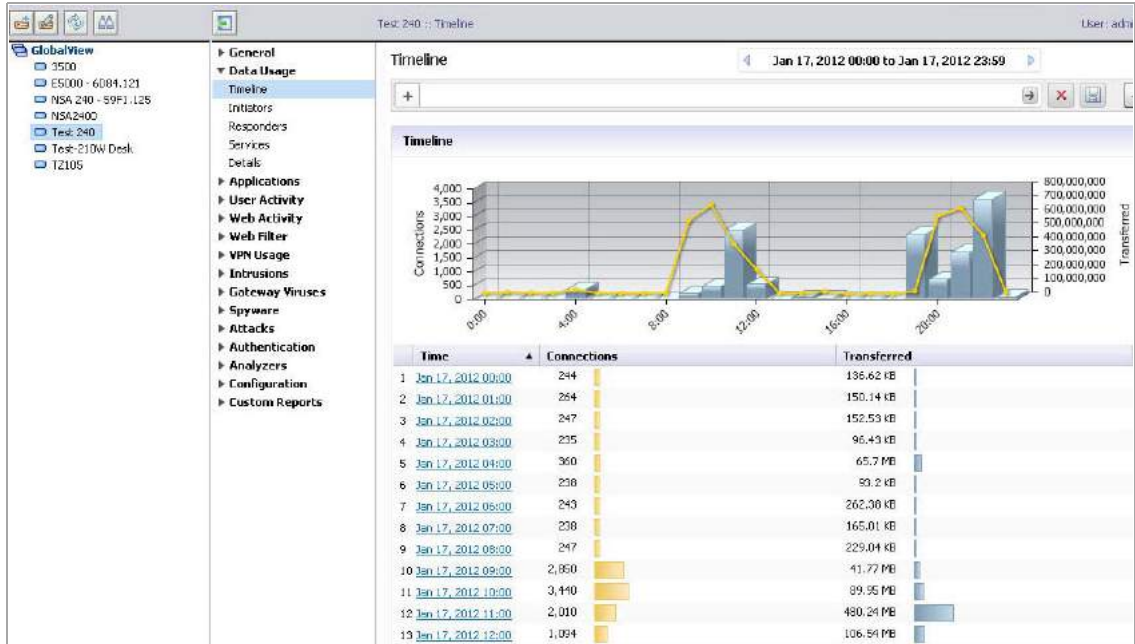 Test 240 :: Timeline
User: adm
GlobalView
3500
E5000 - 6D84.121
NSA 240 - 59F1.125
NSA2400
Test 240
Test-210W Desk
TZ105
General
Data Usage
Timeline
Initiators
Responders
Services
Details
Applications
User Activity
Web Activity
Web Filter
VPN Usage
Intrusions
Gateway Viruses
Spyware
Attacks
Authentication
Analyzers
Configuration
Custom Reports
Timeline
Jan 17, 2012 00:00 to Jan 17, 2012 23:59
Timeline
Connections
4,000
3,500
3,000
2,500
2,000
1,500
1,000
500
0
800,000,000
700,000,000
600,000,000
500,000,000
400,000,000
300,000,000
200,000,000
100,000,000
0
Transferred
0:00 4:00 8:00 12:00 16:00 20:00
Time Connections Transferred
1 Jan 17, 2012 00:00 244 136.62 KB
2 Jan 17, 2012 01:00 264 150.14 KB
3 Jan 17, 2012 02:00 247 152.53 KB
4 Jan 17, 2012 03:00 235 96.43 KB
5 Jan 17, 2012 04:00 360 65.7 MB
6 Jan 17, 2012 05:00 238 93.2 KB
7 Jan 17, 2012 06:00 243 262.38 KB
8 Jan 17, 2012 07:00 238 165.01 KB
9 Jan 17, 2012 08:00 247 229.04 KB
10 Jan 17, 2012 09:00 2,850 41.77 MB
11 Jan 17, 2012 10:00 3,440 89.95 MB
12 Jan 17, 2012 11:00 2,010 480.24 MB
13 Jan 17, 2012 12:00 1,094 106.54 MB